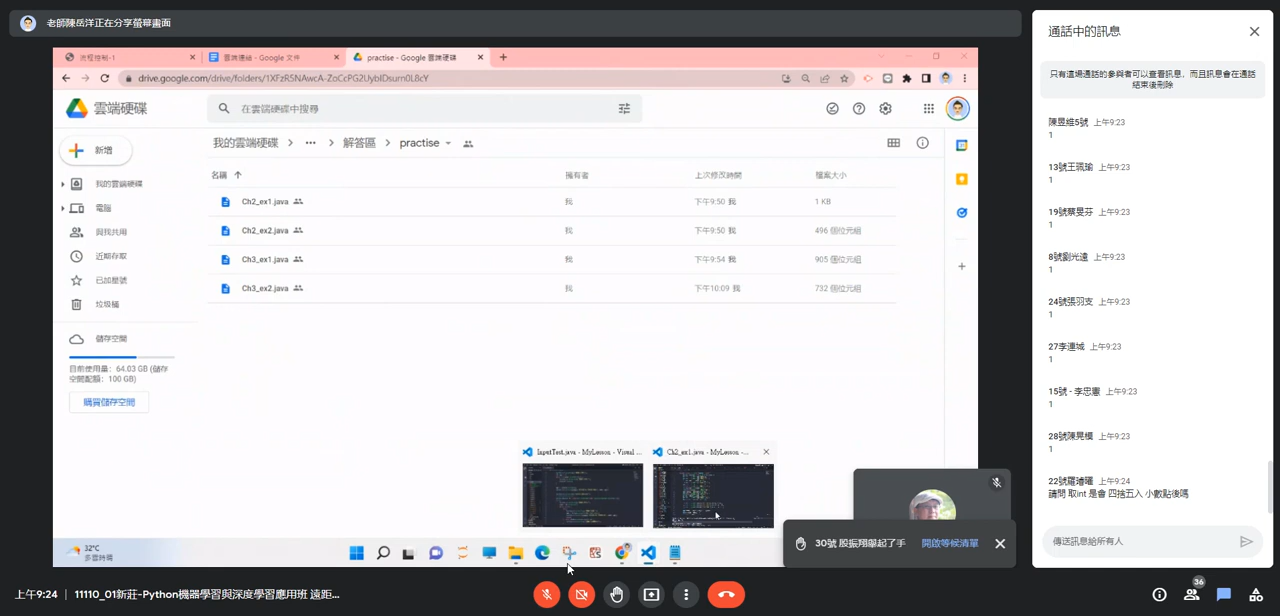 老師陳岳洋正在分享螢幕畫面
流程控制-1
雲端連結 - Google 文件
practise - Google 雲端硬碟
drive.google.com/drive/folders/1XFzR5NAwcA-ZoCcPG2UybIDsurn0L8cY
雲端硬碟
在雲端硬碟中搜尋
新增
我的雲端硬碟
電腦
與我共用
近期存取
已加星號
垃圾桶
儲存空間
目前使用量：64.03 GB (儲存
空間配額：100 GB)
購買儲存空間
我的雲端硬碟 > ... > 解答區 > practise
名稱 擁有者 上次修改時間 檔案大小
Ch2_ex1.java 我 下午9:50 我 1 KB
Ch2_ex2.java 我 下午9:50 我 496 個位元組
Ch3_ex1.java 我 下午9:54 我 905 個位元組
Ch3_ex2.java 我 下午10:09 我 732 個位元組
InputTest.java - MyLesson - Visual ...
Ch2_ex1.java - MyLesson - ...
30號 殷振翔舉起了手 開啟等候清單
32°C
多雲時晴
上午9:24 | 11110_01新莊-Python機器學習與深度學習應用班 遠距...
36
通話中的訊息
只有這場通話的參與者可以查看訊息，而且訊息會在通話
結束後刪除
陳昱維5號 上午9:23
1
13號王珮瑜 上午9:23
1
19號蔡旻芬 上午9:23
1
8號劉光遠 上午9:23
1
24號張羽支 上午9:23
1
27李連城 上午9:23
1
15號 - 李忠憲 上午9:23
1
28號陳晃模 上午9:23
1
22號羅璿曜 上午9:24
請問 取int 是會 四捨五入 小數點後嗎
傳送訊息給所有人